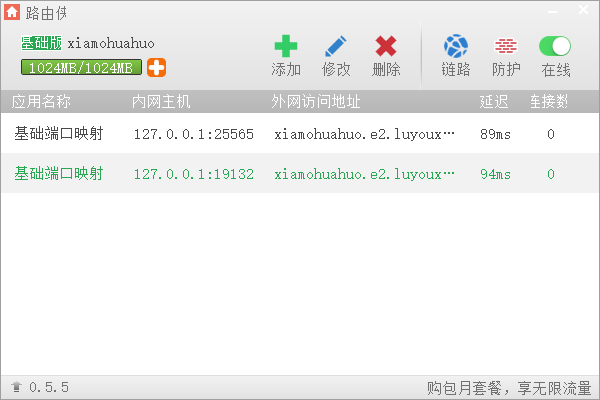 路由侠
基础版 xiamohuahuo
1024MB/1024MB
添加 修改 删除 链路 防护 在线
应用名称 内网主机 外网访问地址 延迟 连接数
基础端口映射 127.0.0.1:25565 xiamohuahuo.e2.luyoux… 89ms 0
基础端口映射 127.0.0.1:19132 xiamohuahuo.e2.luyoux… 94ms 0
0.5.5 购包月套餐，享无限流量